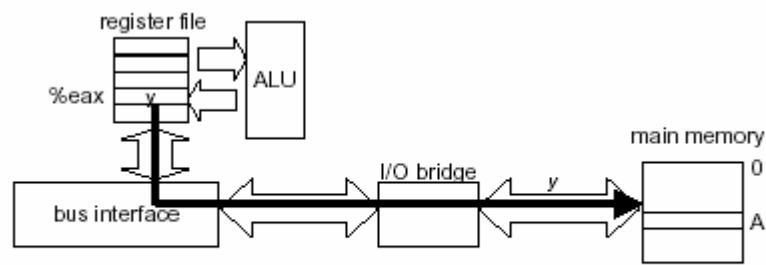 register file
ALU
%eax
y
main memory
I/O bridge
y
0
bus interface
A